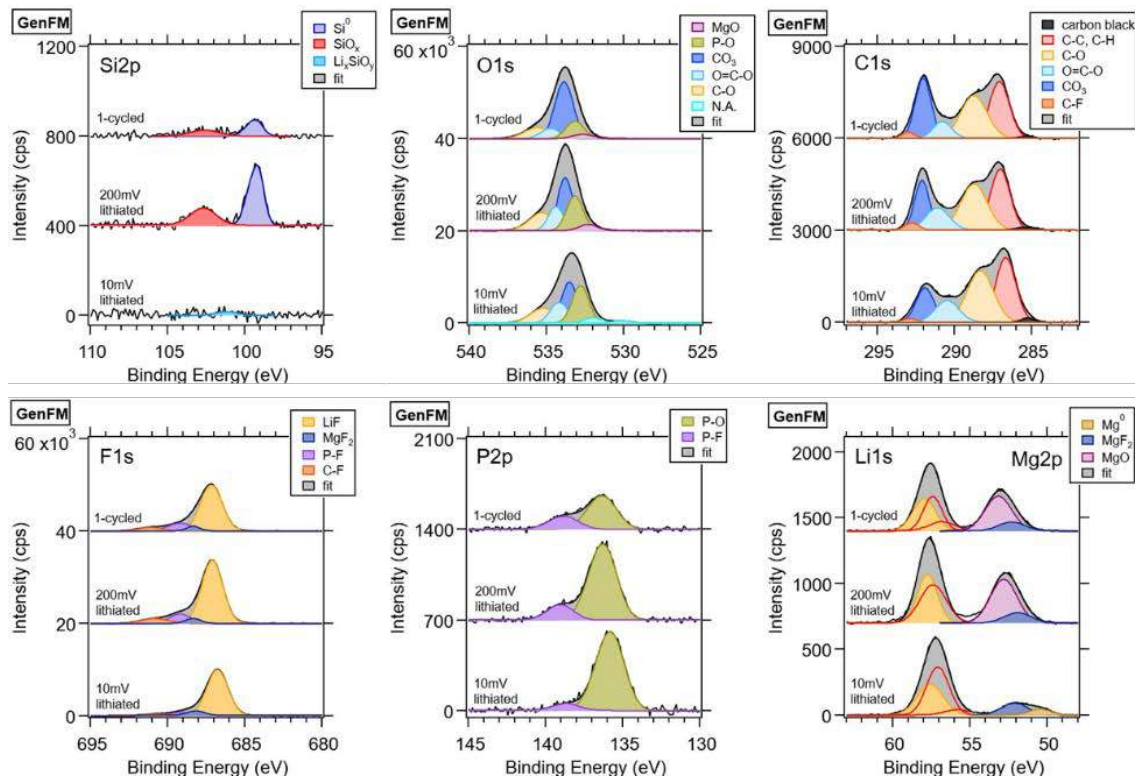 GenFM
Si2p
Si⁰
SiOₓ
LiₓSiOᵧ
fit
1200
800
400
0
Intensity (cps)
1-cycled
200mV
lithiated
10mV
lithiated
110 105 100 95
Binding Energy (eV)
GenFM
60 x10³
O1s
MgO
P-O
CO₃
O=C-O
C-O
N.A.
fit
40
20
0
Intensity (cps)
1-cycled
200mV
lithiated
10mV
lithiated
540 535 530 525
Binding Energy (eV)
GenFM
C1s
carbon black
C-C, C-H
C-O
O=C-O
CO₃
C-F
fit
9000
6000
3000
0
Intensity (cps)
1-cycled
200mV
lithiated
10mV
lithiated
295 290 285
Binding Energy (eV)
GenFM
60 x10³
F1s
LiF
MgF₂
P-F
C-F
fit
40
20
0
Intensity (cps)
1-cycled
200mV
lithiated
10mV
lithiated
695 690 685 680
Binding Energy (eV)
GenFM
P2p
P-O
P-F
fit
2100
1400
700
0
Intensity (cps)
1-cycled
200mV
lithiated
10mV
lithiated
145 140 135 130
Binding Energy (eV)
GenFM
Li1s Mg2p
Mg⁰
MgF₂
MgO
fit
2000
1500
1000
500
0
Intensity (cps)
1-cycled
200mV
lithiated
10mV
lithiated
60 55 50
Binding Energy (eV)